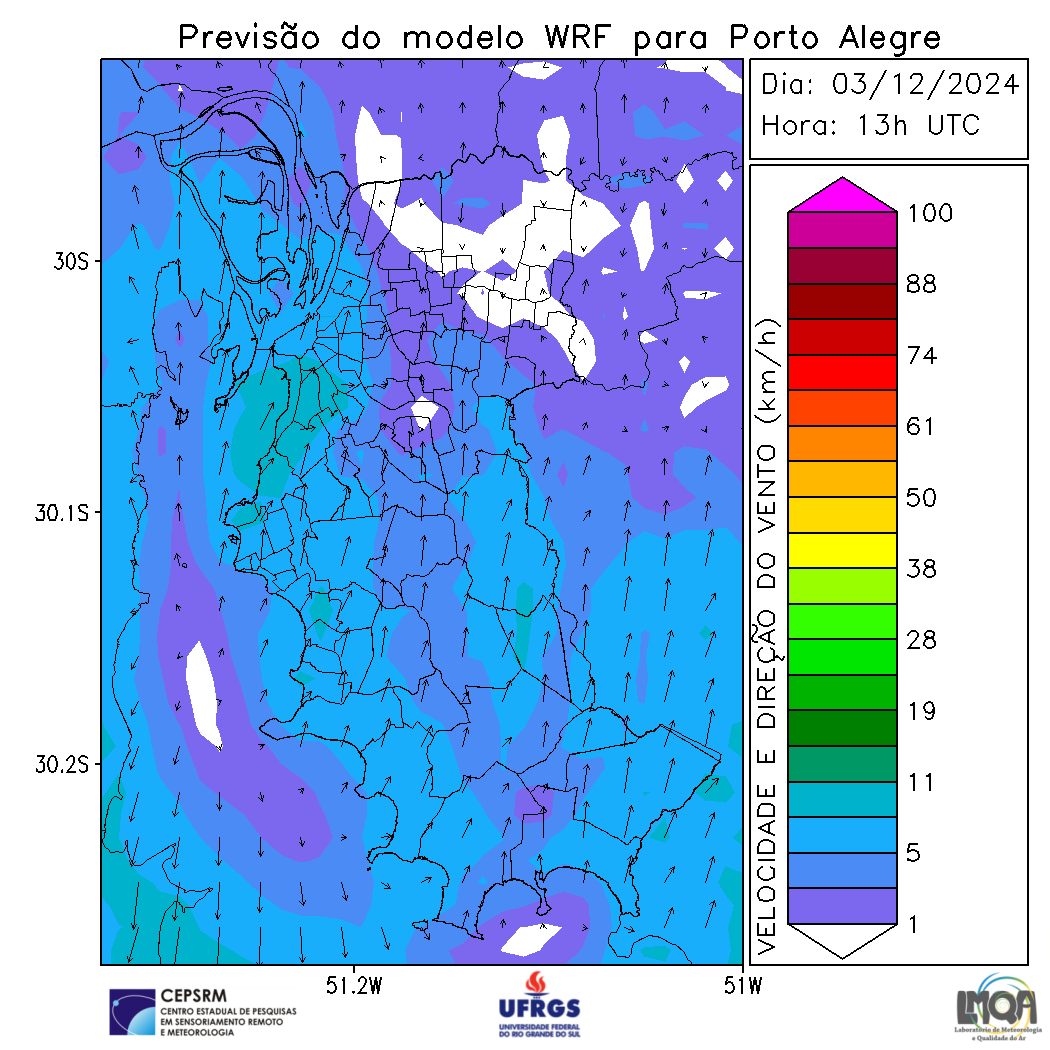 Previsão do modelo WRF para Porto Alegre
Dia: 03/12/2024
Hora: 13h UTC
30S
30.1S
30.2S
51.2W
51W
VELOCIDADE E DIREÇÃO DO VENTO (km/h)
100
88
74
61
50
38
28
19
11
5
1
CEPSRM
CENTRO ESTADUAL DE PESQUISAS
EM SENSORIAMENTO REMOTO
E METEOROLOGIA
UFRGS
UNIVERSIDADE FEDERAL
DO RIO GRANDE DO SUL
LMQA
Laboratório de Meteorologia
e Qualidade do Ar